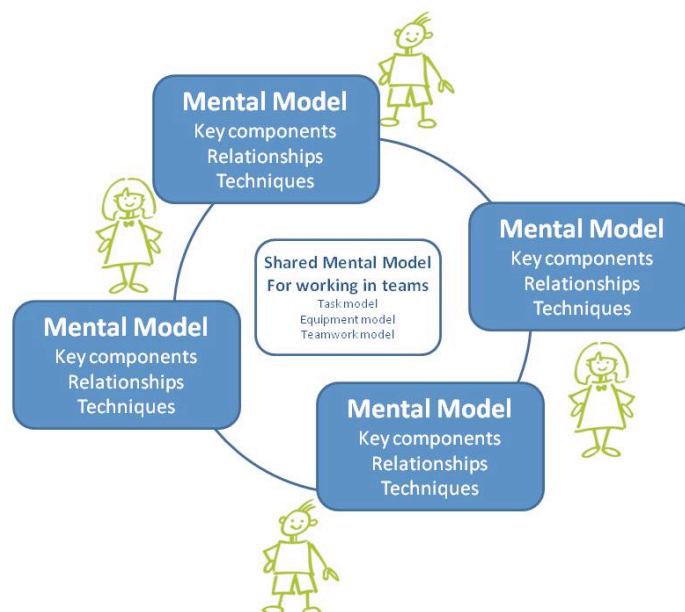 Mental Model
Key components
Relationships
Techniques
Mental Model
Key components
Relationships
Techniques
Shared Mental Model
For working in teams
Task model
Equipment model
Teamwork model
Mental Model
Key components
Relationships
Techniques
Mental Model
Key components
Relationships
Techniques